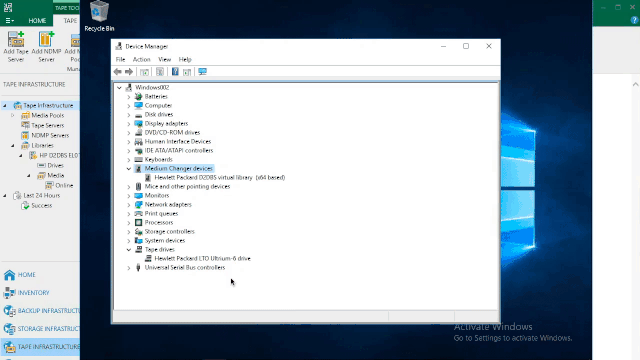 TAPE TOOLS
HOME
TAPE
Add Tape
Server
Add NDMP
Server
Add
Me
Mana
TAPE INFRASTRUCTURE
Tape Infrastructure
Media Pools
Tape Servers
NDMP Servers
Libraries
HP D2DBS EL01
Drives
Media
Online
Last 24 Hours
Success
HOME
INVENTORY
BACKUP INFRASTRUCTURE
STORAGE INFRASTRUCTURE
TAPE INFRASTRUCTURE
Recycle Bin
Device Manager
File Action View Help
Windows002
Batteries
Computer
Disk drives
Display adapters
DVD/CD-ROM drives
Human Interface Devices
IDE ATA/ATAPI controllers
Keyboards
Medium Changer devices
Hewlett Packard D2DBS virtual library (x64 based)
Mice and other pointing devices
Monitors
Network adapters
Print queues
Processors
Storage controllers
System devices
Tape drives
Hewlett Packard LTO Ultrium-6 drive
Universal Serial Bus controllers
Activate Windows
Go to Settings to activate Windows.